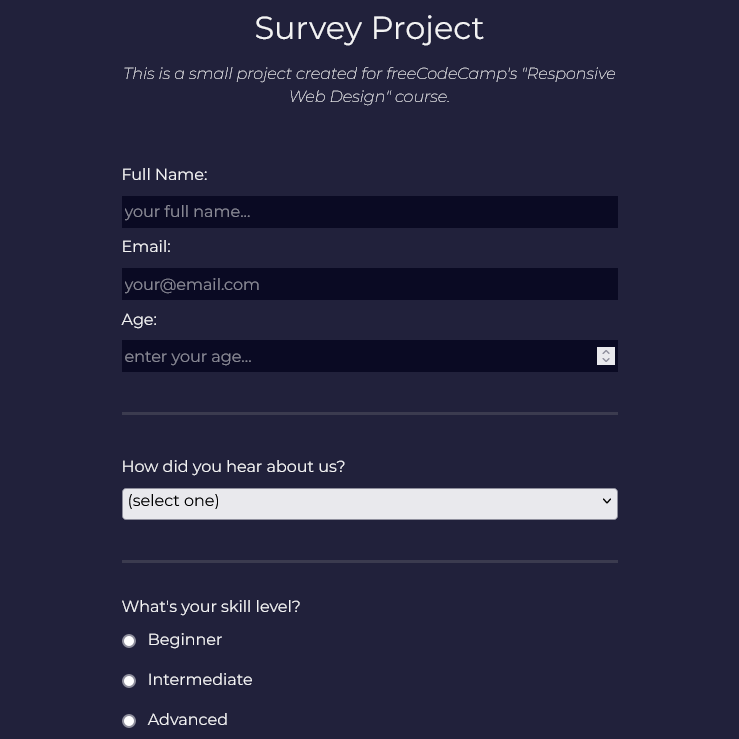 Survey Project
This is a small project created for freeCodeCamp's "Responsive
Web Design" course.
Full Name:
your full name...
Email:
your@email.com
Age:
enter your age...
How did you hear about us?
(select one)
What's your skill level?
Beginner
Intermediate
Advanced